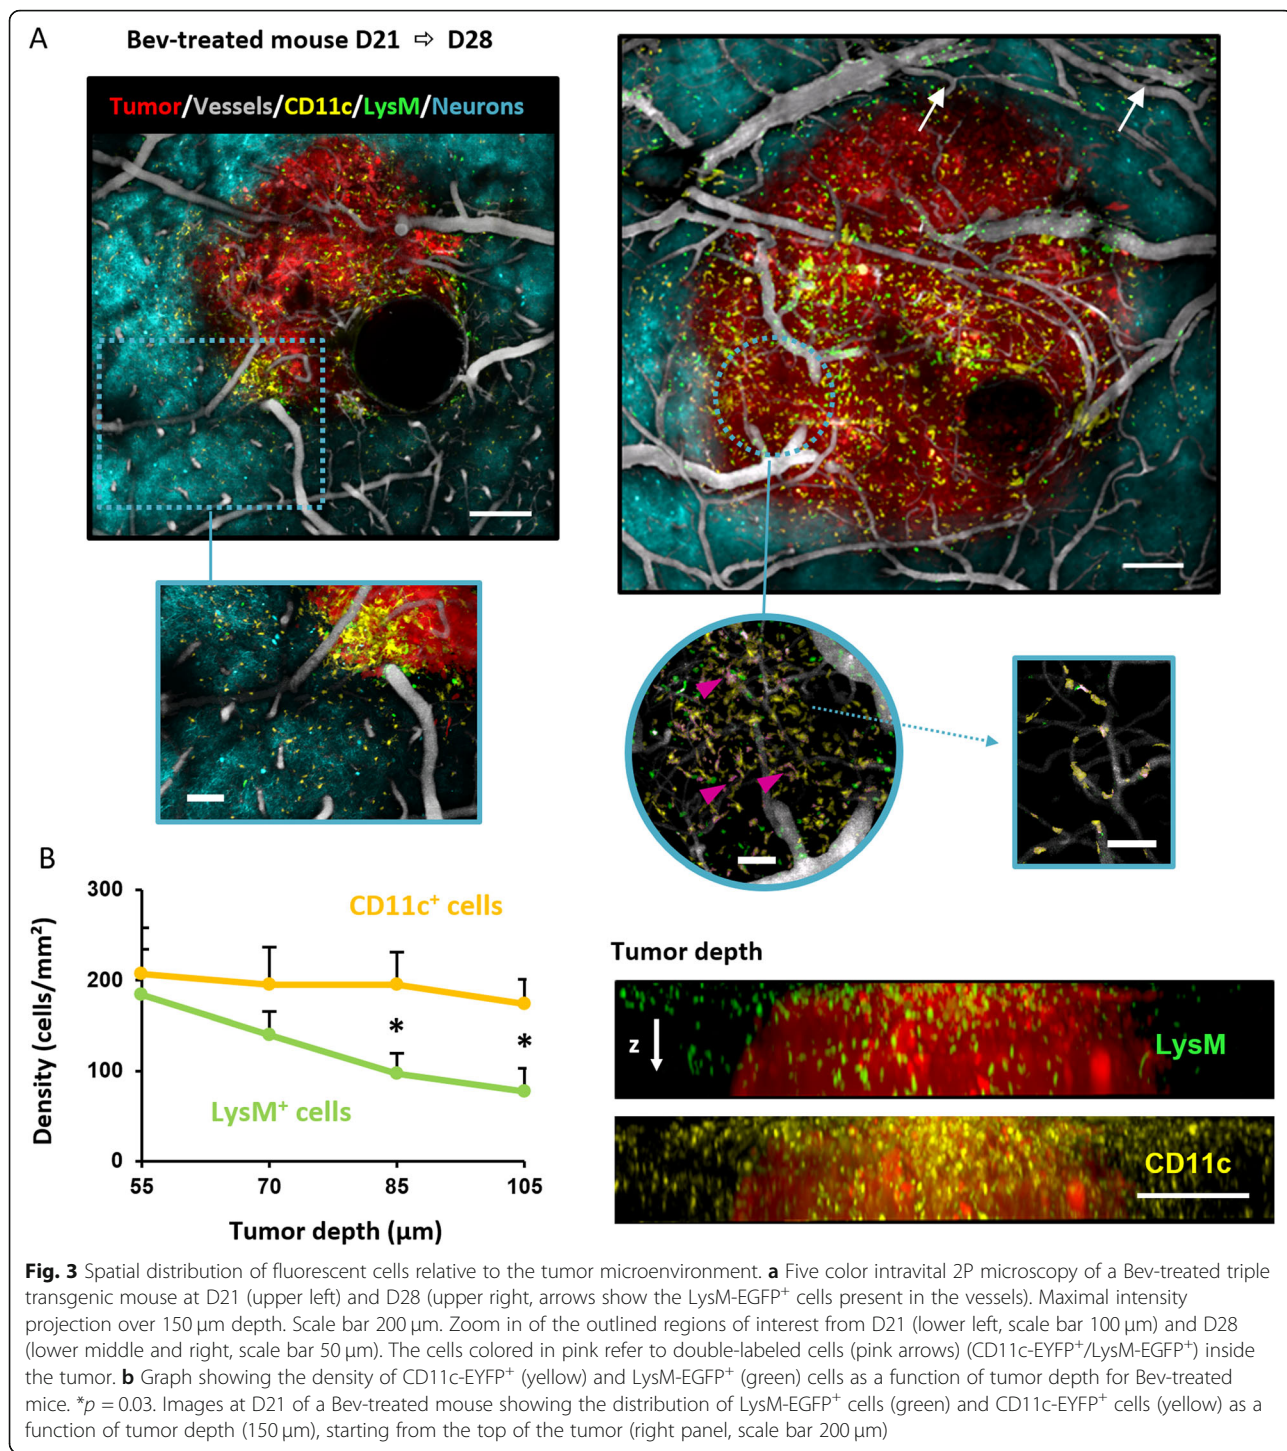 A
Bev-treated mouse D21 ⇨ D28
Tumor/Vessels/CD11c/LysM/Neurons
B
Density (cells/mm²)
300
200
100
0
CD11c⁺ cells
*
*
LysM⁺ cells
55 70 85 105
Tumor depth (µm)
Tumor depth
z
LysM
CD11c
Fig. 3 Spatial distribution of fluorescent cells relative to the tumor microenvironment. a Five color intravital 2P microscopy of a Bev-treated triple
transgenic mouse at D21 (upper left) and D28 (upper right, arrows show the LysM-EGFP⁺ cells present in the vessels). Maximal intensity
projection over 150 µm depth. Scale bar 200 µm. Zoom in of the outlined regions of interest from D21 (lower left, scale bar 100 µm) and D28
(lower middle and right, scale bar 50 µm). The cells colored in pink refer to double-labeled cells (pink arrows) (CD11c-EYFP⁺/LysM-EGFP⁺) inside
the tumor. b Graph showing the density of CD11c-EYFP⁺ (yellow) and LysM-EGFP⁺ (green) cells as a function of tumor depth for Bev-treated
mice. *p = 0.03. Images at D21 of a Bev-treated mouse showing the distribution of LysM-EGFP⁺ cells (green) and CD11c-EYFP⁺ cells (yellow) as a
function of tumor depth (150 µm), starting from the top of the tumor (right panel, scale bar 200 µm)